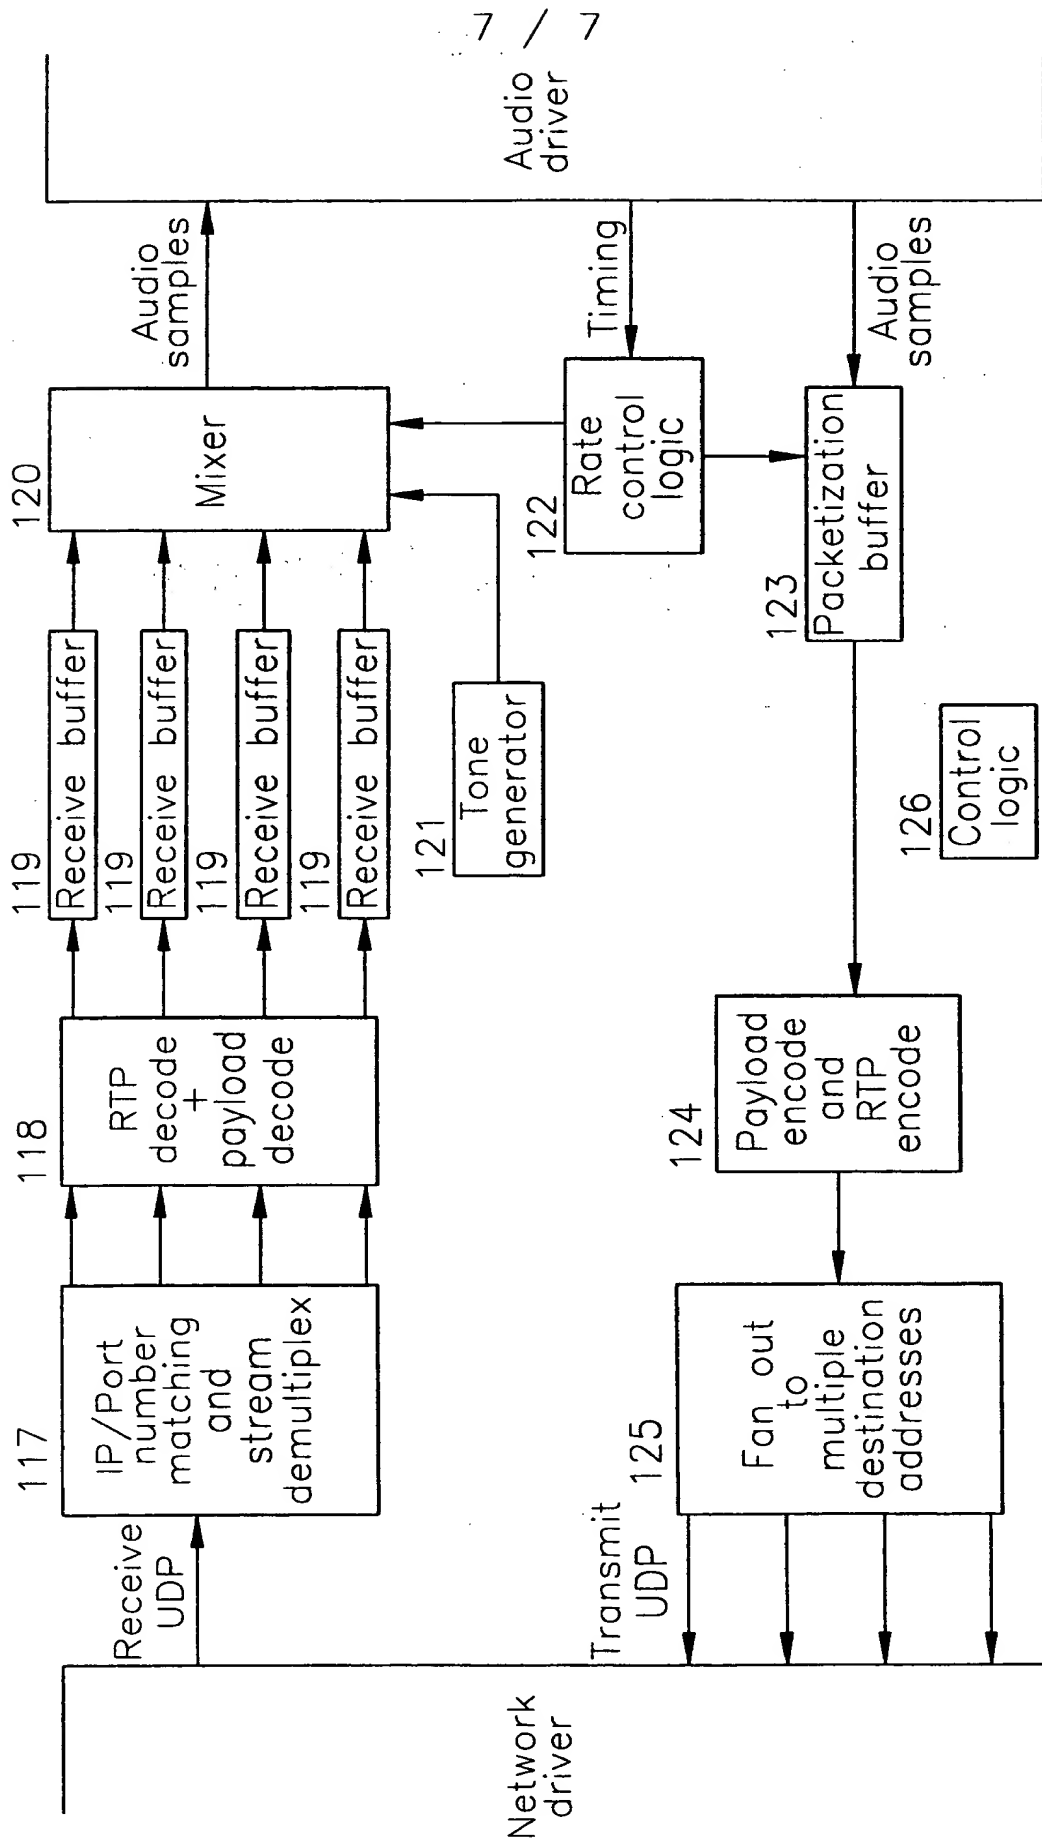 7 / 7
Network
driver
Receive
UDP
117
IP/Port
number
matching
and
stream
demultiplex
118
RTP
decode
+
payload
decode
119
Receive buffer
119
Receive buffer
119
Receive buffer
119
Receive buffer
120
Mixer
Audio
samples
Audio
driver
121
Tone
generator
122
Rate
control
logic
Timing
123
Packetization
buffer
Audio
samples
124
Payload
encode
and
RTP
encode
125
Fan out
to
multiple
destination
addresses
Transmit
UDP
126
Control
logic